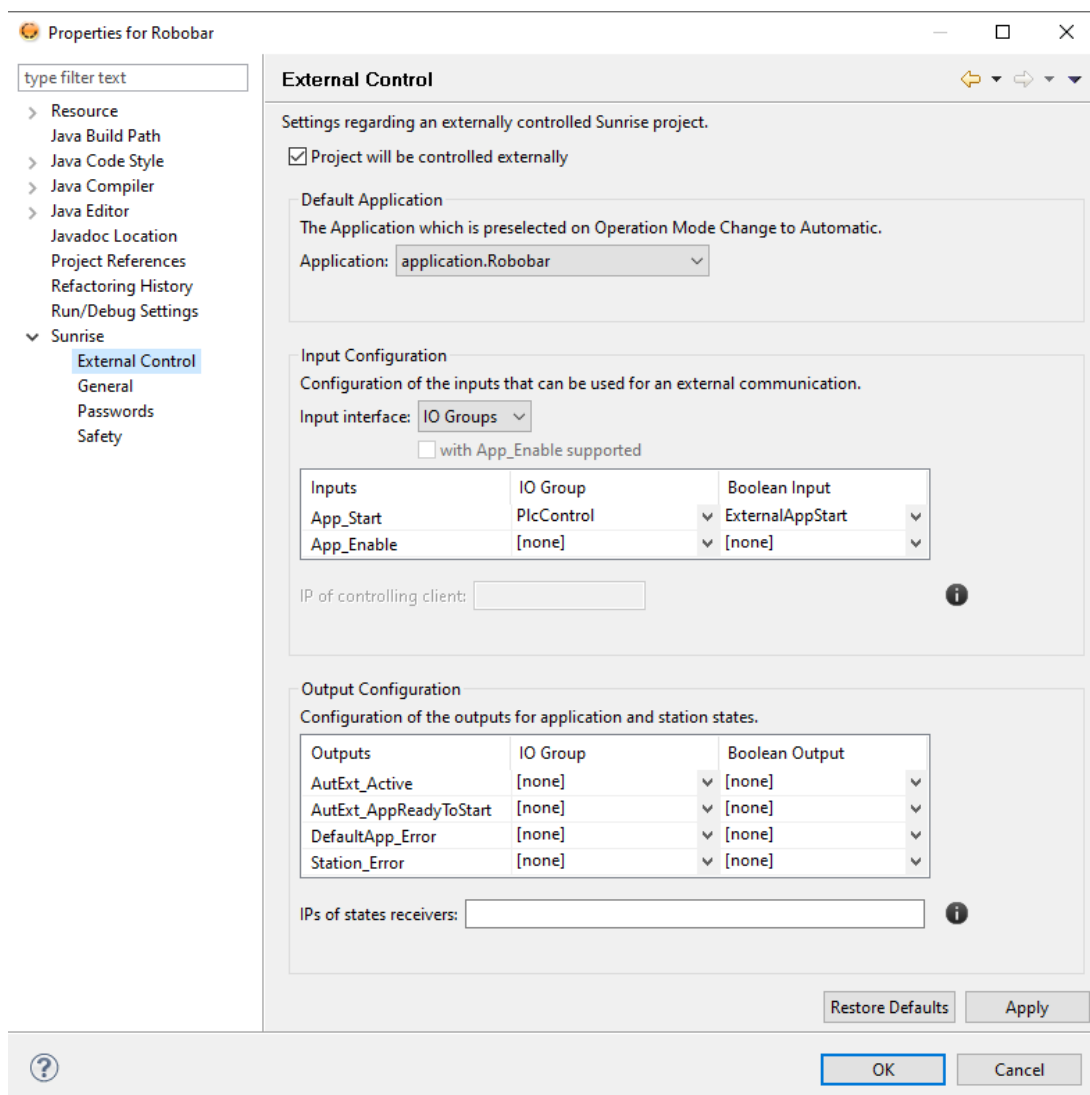 Properties for Robobar
type filter text
Resource
Java Build Path
Java Code Style
Java Compiler
Java Editor
Javadoc Location
Project References
Refactoring History
Run/Debug Settings
Sunrise
External Control
General
Passwords
Safety
External Control
Settings regarding an externally controlled Sunrise project.
Project will be controlled externally
Default Application
The Application which is preselected on Operation Mode Change to Automatic.
Application: application.Robobar
Input Configuration
Configuration of the inputs that can be used for an external communication.
Input interface: IO Groups
with App_Enable supported
Inputs IO Group Boolean Input
App_Start PlcControl ExternalAppStart
App_Enable [none] [none]
IP of controlling client:
Output Configuration
Configuration of the outputs for application and station states.
Outputs IO Group Boolean Output
AutExt_Active [none] [none]
AutExt_AppReadyToStart [none] [none]
DefaultApp_Error [none] [none]
Station_Error [none] [none]
IPs of states receivers:
Restore Defaults Apply
OK Cancel